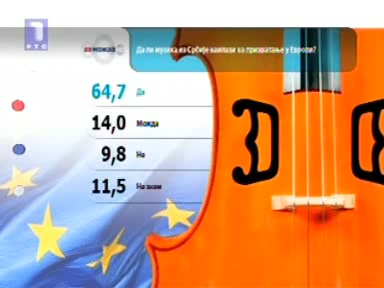 1
РТС
Да ли музика из Србије наилази на прихватање у Европи?
64,7 Да
14,0 Можда
9,8 Не
11,5 Не знам